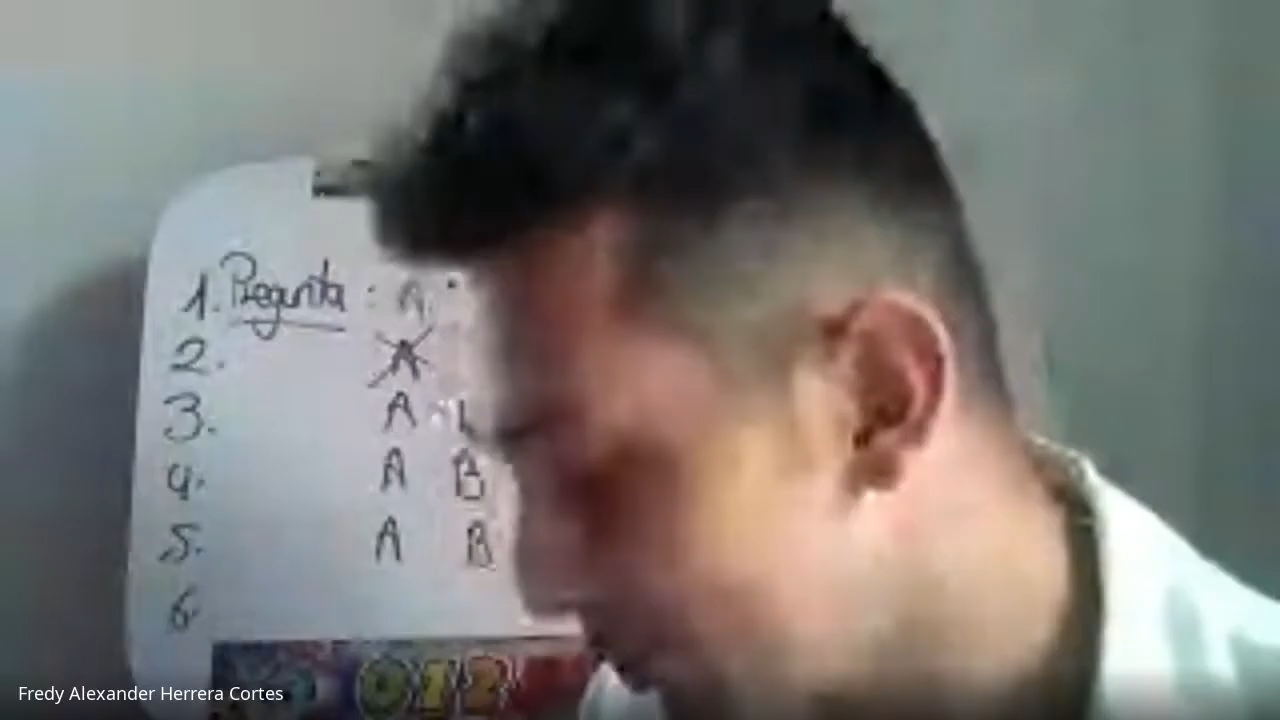 1. Pregunta : A.
2. A
3. A
4. A B
5. A B
6.
Fredy Alexander Herrera Cortes